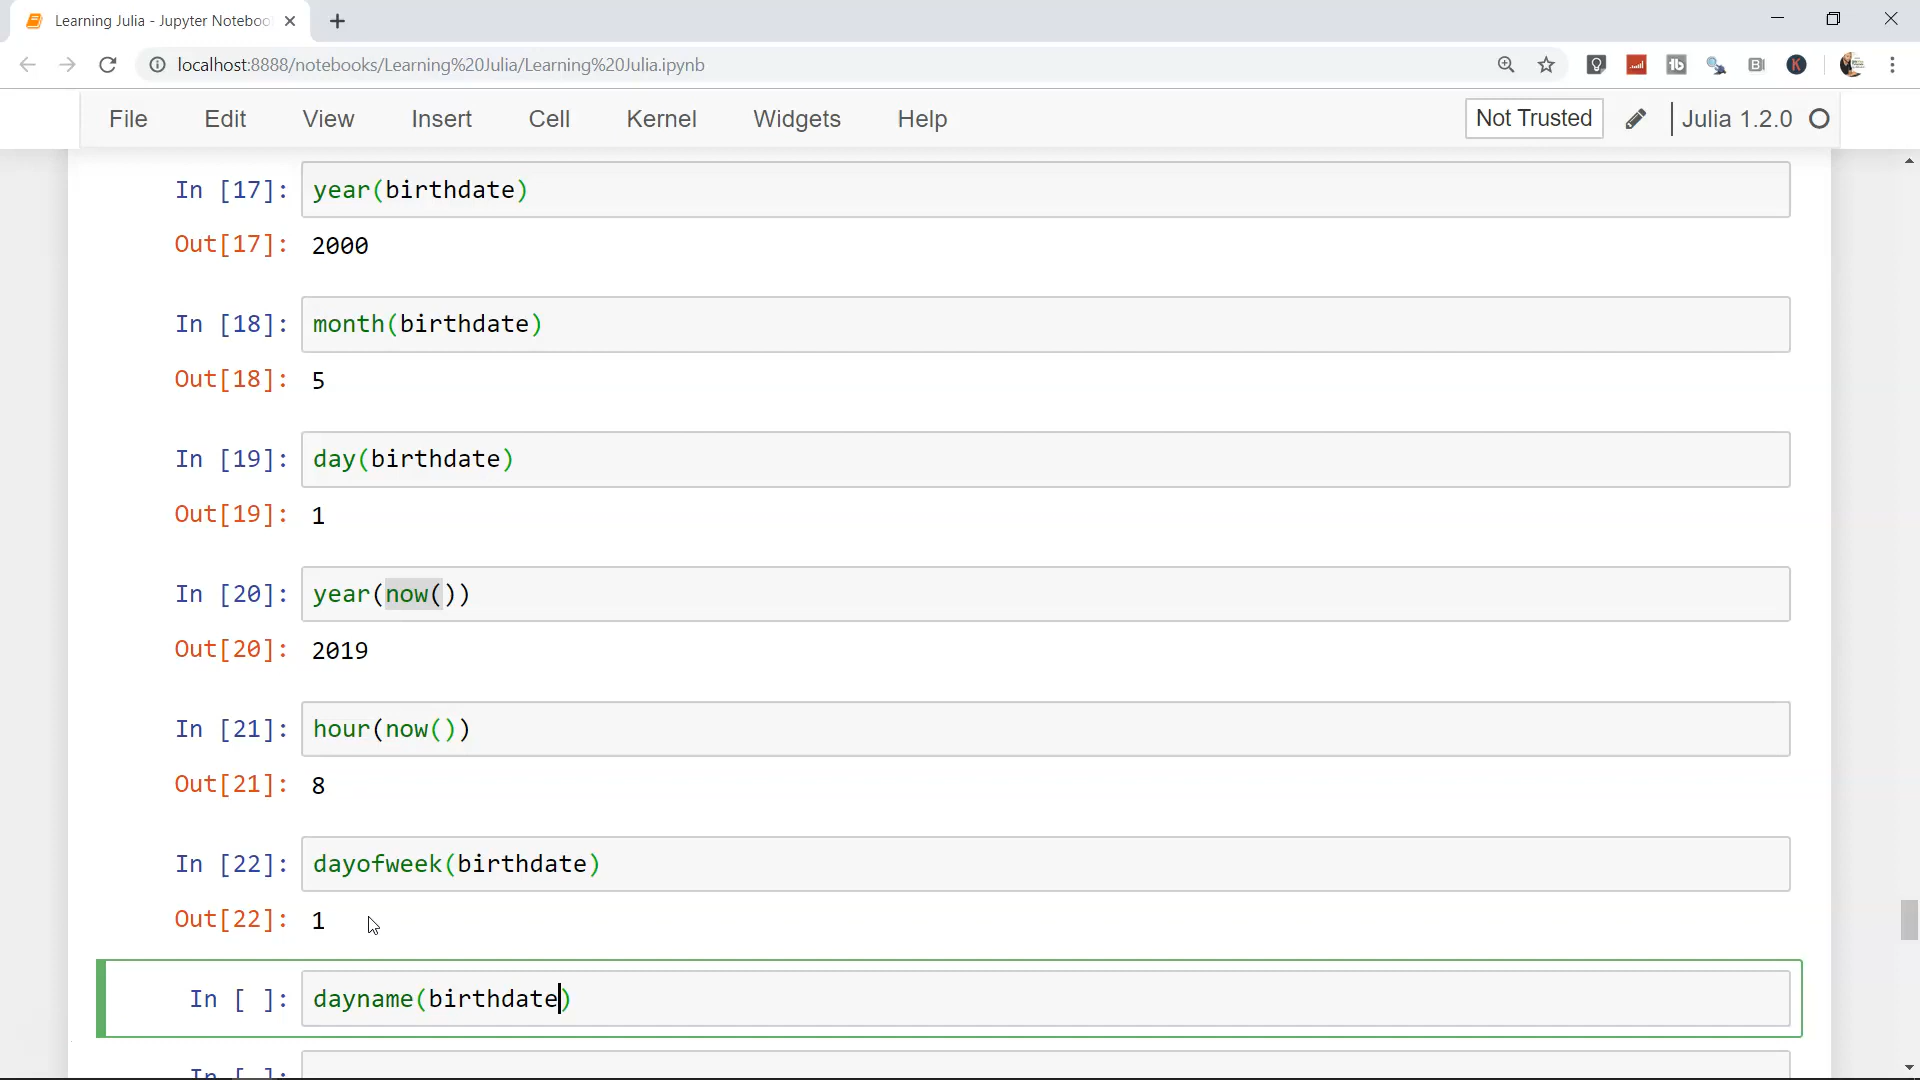 Learning Julia - Jupyter Noteboo
localhost:8888/notebooks/Learning%20Julia/Learning%20Julia.ipynb
File Edit View Insert Cell Kernel Widgets Help Not Trusted Julia 1.2.0
In [17]: year(birthdate)
Out[17]: 2000
In [18]: month(birthdate)
Out[18]: 5
In [19]: day(birthdate)
Out[19]: 1
In [20]: year(now())
Out[20]: 2019
In [21]: hour(now())
Out[21]: 8
In [22]: dayofweek(birthdate)
Out[22]: 1
In [ ]: dayname(birthdate)
In [ ]: